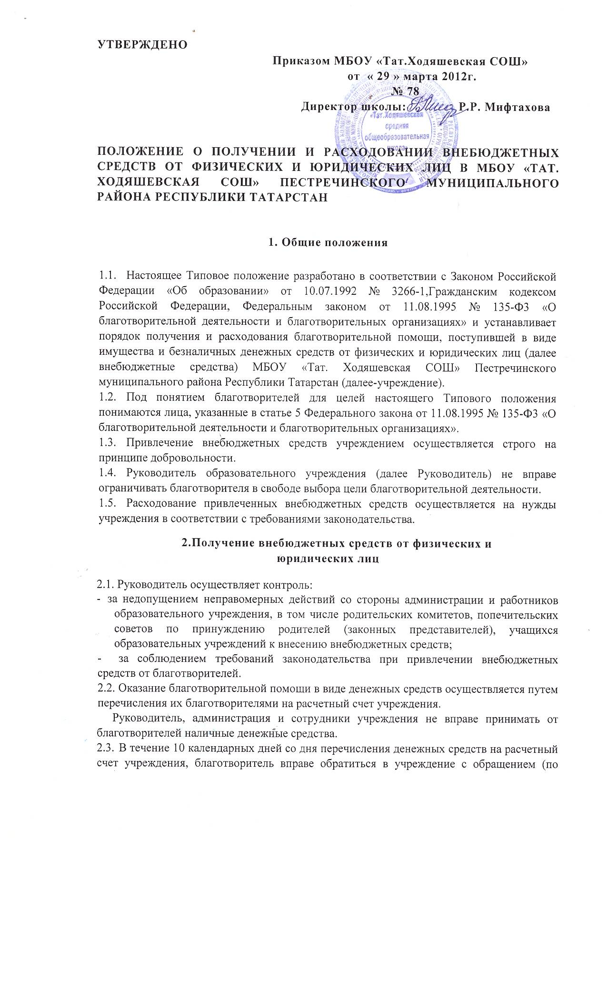 УТВЕРЖДЕНО
Приказом МБОУ «Тат.Ходяшевская СОШ»
от « 29 » марта 2012г.
№ 78
Директор школы: Р.Р. Мифтахова
«Тат.Ходяшевская
средняя
общеобразовательная
школа»
ПОЛОЖЕНИЕ О ПОЛУЧЕНИИ И РАСХОДОВАНИИ ВНЕБЮДЖЕТНЫХ
СРЕДСТВ ОТ ФИЗИЧЕСКИХ И ЮРИДИЧЕСКИХ ЛИЦ В МБОУ «ТАТ.
ХОДЯШЕВСКАЯ СОШ» ПЕСТРЕЧИНСКОГО МУНИЦИПАЛЬНОГО
РАЙОНА РЕСПУБЛИКИ ТАТАРСТАН
1. Общие положения
1.1. Настоящее Типовое положение разработано в соответствии с Законом Российской
Федерации «Об образовании» от 10.07.1992 № 3266-1,Гражданским кодексом
Российской Федерации, Федеральным законом от 11.08.1995 № 135-ФЗ «О
благотворительной деятельности и благотворительных организациях» и устанавливает
порядок получения и расходования благотворительной помощи, поступившей в виде
имущества и безналичных денежных средств от физических и юридических лиц (далее
внебюджетные средства) МБОУ «Тат. Ходяшевская СОШ» Пестречинского
муниципального района Республики Татарстан (далее-учреждение).
1.2. Под понятием благотворителей для целей настоящего Типового положения
понимаются лица, указанные в статье 5 Федерального закона от 11.08.1995 № 135-ФЗ «О
благотворительной деятельности и благотворительных организациях».
1.3. Привлечение внебюджетных средств учреждением осуществляется строго на
принципе добровольности.
1.4. Руководитель образовательного учреждения (далее Руководитель) не вправе
ограничивать благотворителя в свободе выбора цели благотворительной деятельности.
1.5. Расходование привлеченных внебюджетных средств осуществляется на нужды
учреждения в соответствии с требованиями законодательства.
2.Получение внебюджетных средств от физических и
юридических лиц
2.1. Руководитель осуществляет контроль:
- за недопущением неправомерных действий со стороны администрации и работников
образовательного учреждения, в том числе родительских комитетов, попечительских
советов по принуждению родителей (законных представителей), учащихся
образовательных учреждений к внесению внебюджетных средств;
- за соблюдением требований законодательства при привлечении внебюджетных
средств от благотворителей.
2.2. Оказание благотворительной помощи в виде денежных средств осуществляется путем
перечисления их благотворителями на расчетный счет учреждения.
Руководитель, администрация и сотрудники учреждения не вправе принимать от
благотворителей наличные денежные средства.
2.3. В течение 10 календарных дней со дня перечисления денежных средств на расчетный
счет учреждения, благотворитель вправе обратиться в учреждение с обращением (по